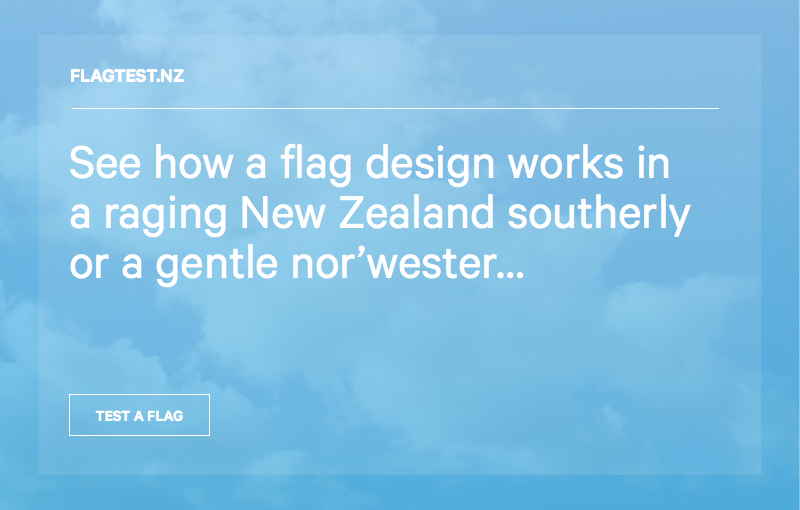 FLAGTEST.NZ
See how a flag design works in
a raging New Zealand southerly
or a gentle nor’wester...
TEST A FLAG